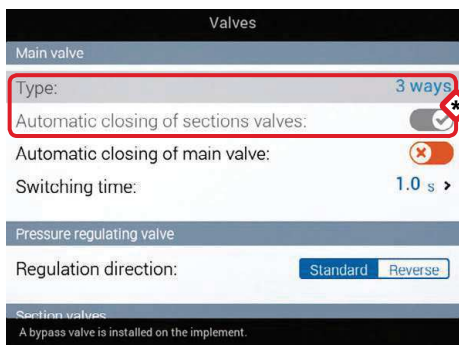 Valves
Main valve
Type: 3 ways
Automatic closing of sections valves:
*
Automatic closing of main valve:
Switching time: 1.0 s >
Pressure regulating valve
Regulation direction: Standard Reverse
Section valves
A bypass valve is installed on the implement.